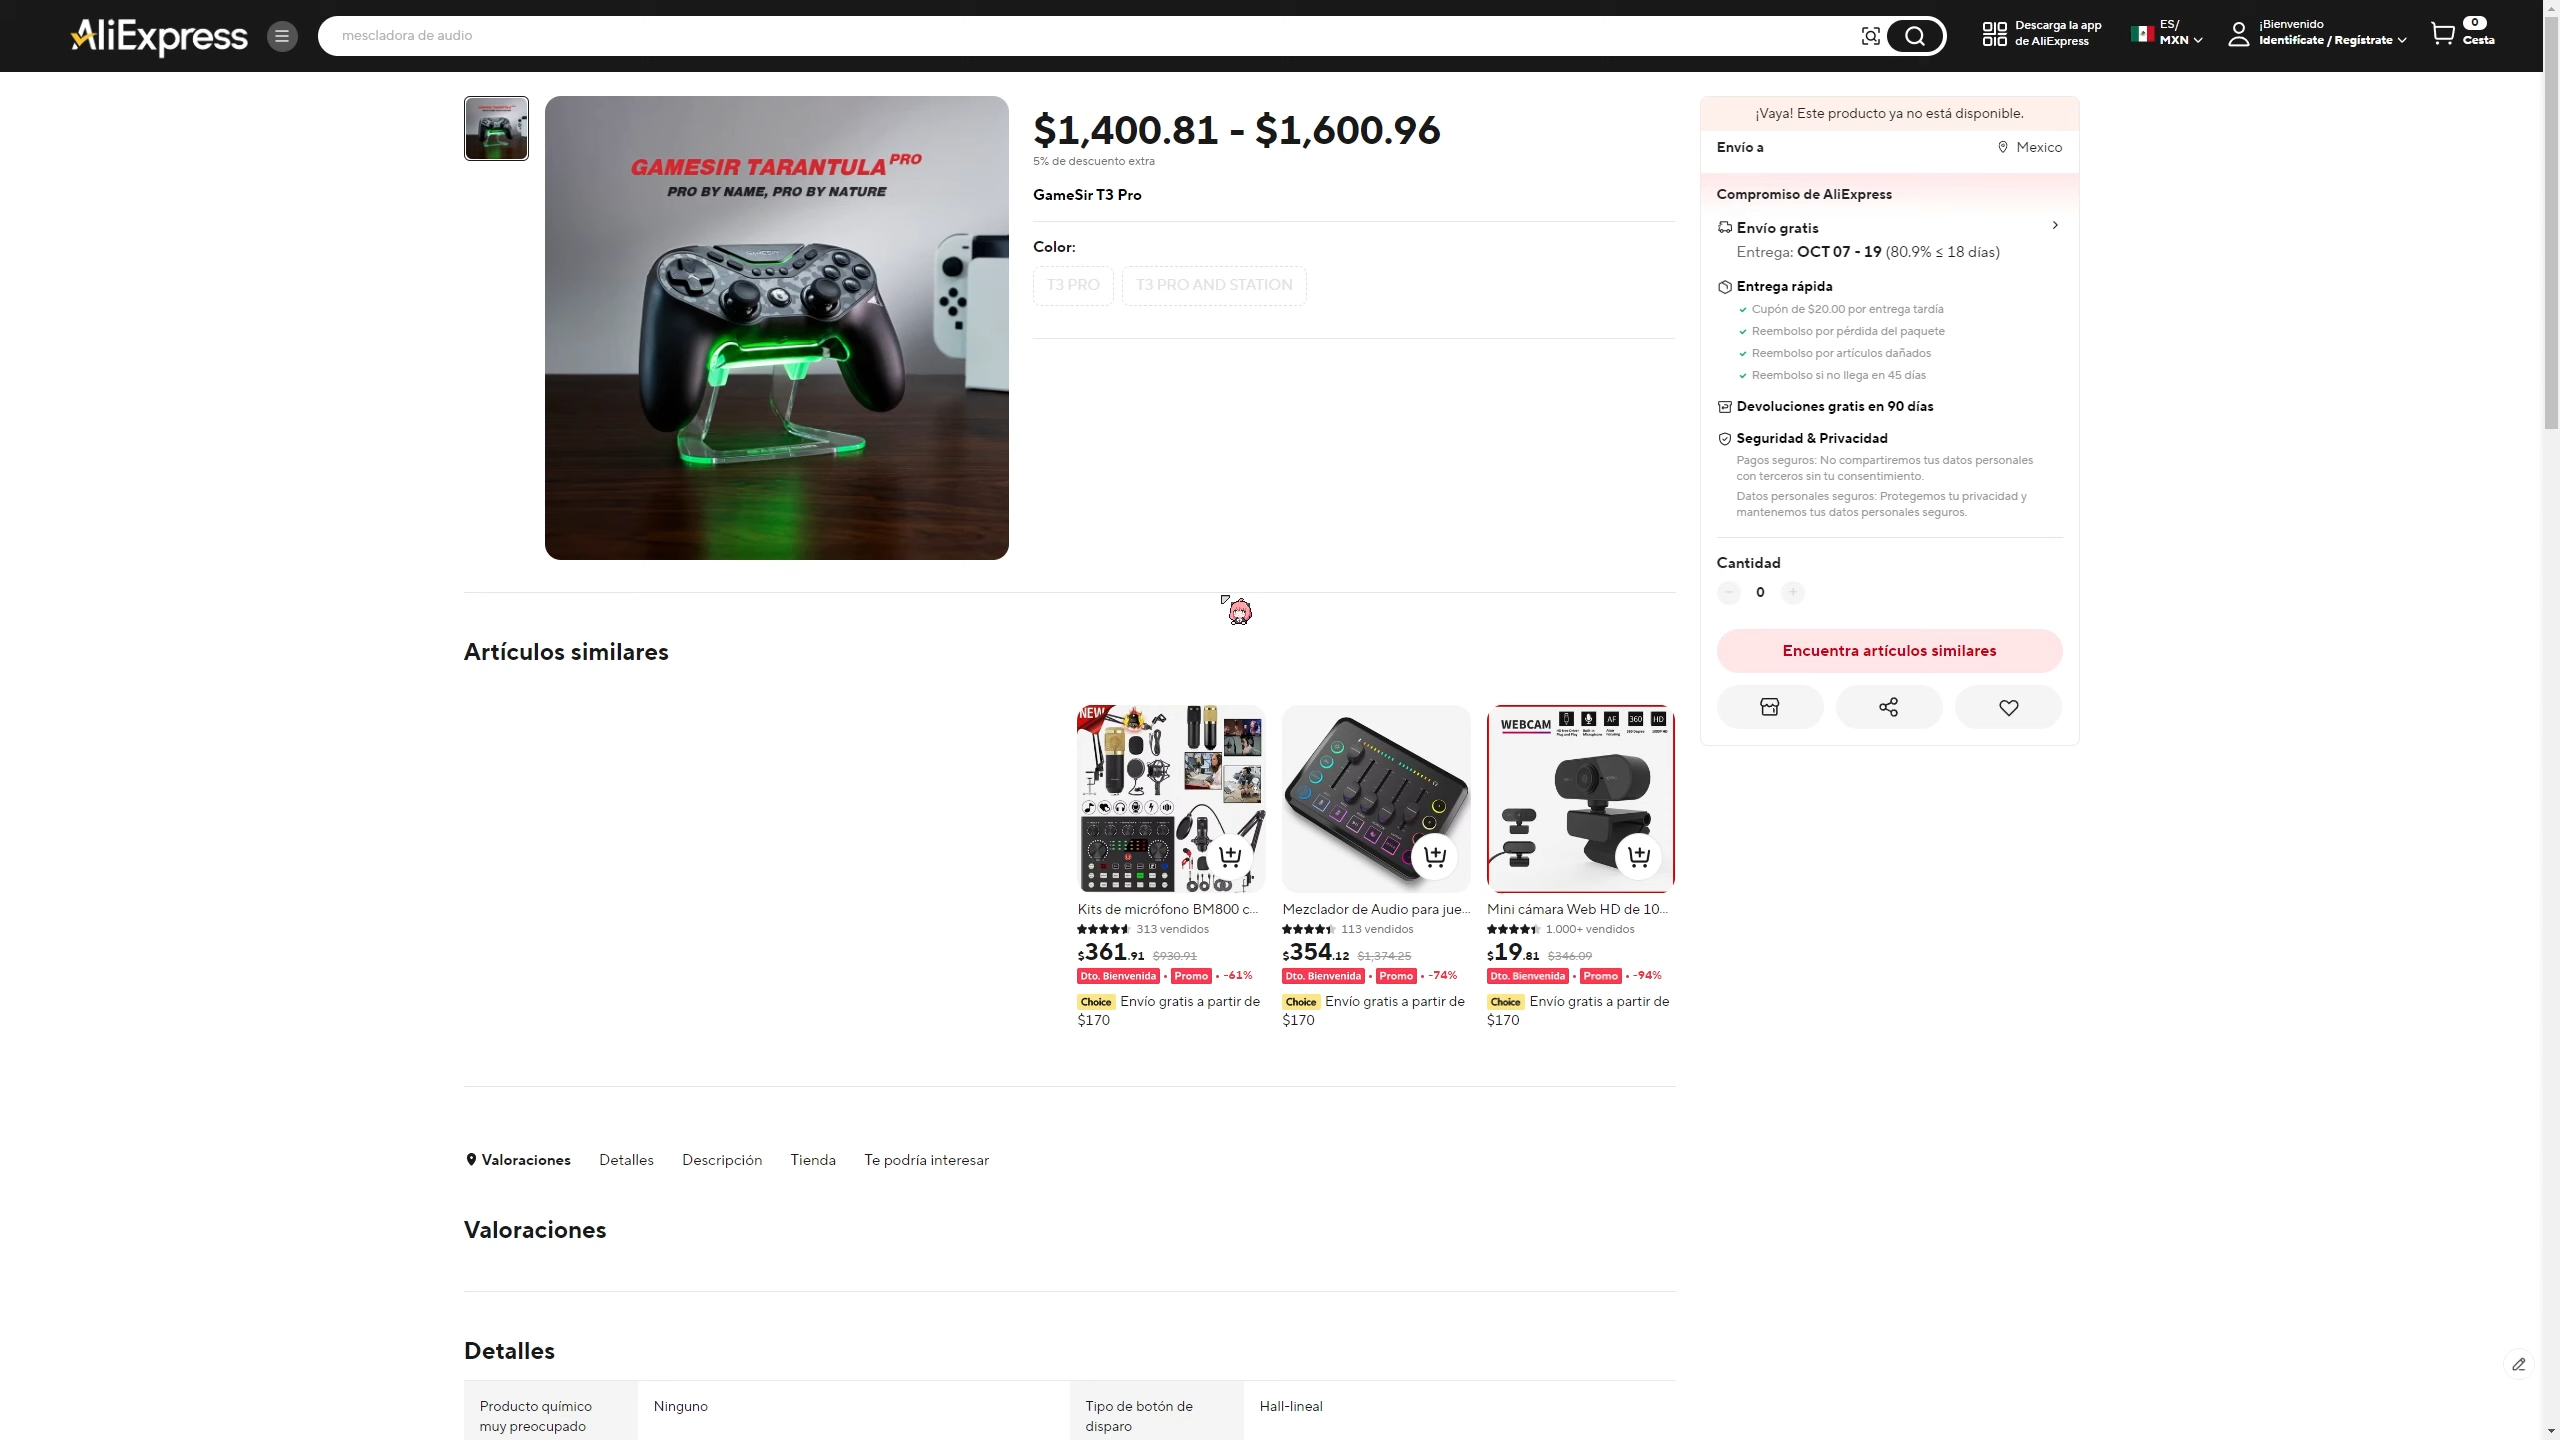 AliExpress
mescladora de audio
Descarga la app
de AliExpress
ES/
MXN
¡Bienvenido
Identifícate / Regístrate
0
Cesta
GAMESIR TARANTULA PRO
PRO BY NAME, PRO BY NATURE
$1,400.81 - $1,600.96
5% de descuento extra
GameSir T3 Pro
Color:
T3 PRO
T3 PRO AND STATION
¡Vaya! Este producto ya no está disponible.
Envío a
Mexico
Compromiso de AliExpress
Envío gratis
Entrega: OCT 07 - 19 (80.9% ≤ 18 días)
Entrega rápida
Cupón de $20.00 por entrega tardía
Reembolso por pérdida del paquete
Reembolso por artículos dañados
Reembolso si no llega en 45 días
Devoluciones gratis en 90 días
Seguridad & Privacidad
Pagos seguros: No compartiremos tus datos personales
con terceros sin tu consentimiento.
Datos personales seguros: Protegemos tu privacidad y
mantenemos tus datos personales seguros.
Cantidad
0
Encuentra artículos similares
Artículos similares
NEW
WEBCAM
AF
360
HD
Kits de micrófono BM800 c...
313 vendidos
$361.91 $930.91
Dto. Bienvenida • Promo • -61%
Choice Envío gratis a partir de
$170
Mezclador de Audio para jue...
113 vendidos
$354.12 $1,374.25
Dto. Bienvenida • Promo • -74%
Choice Envío gratis a partir de
$170
Mini cámara Web HD de 10...
1.000+ vendidos
$19.81 $346.09
Dto. Bienvenida • Promo • -94%
Choice Envío gratis a partir de
$170
Valoraciones
Detalles
Descripción
Tienda
Te podría interesar
Valoraciones
Detalles
Producto químico
muy preocupado
Ninguno
Tipo de botón de
disparo
Hall-lineal